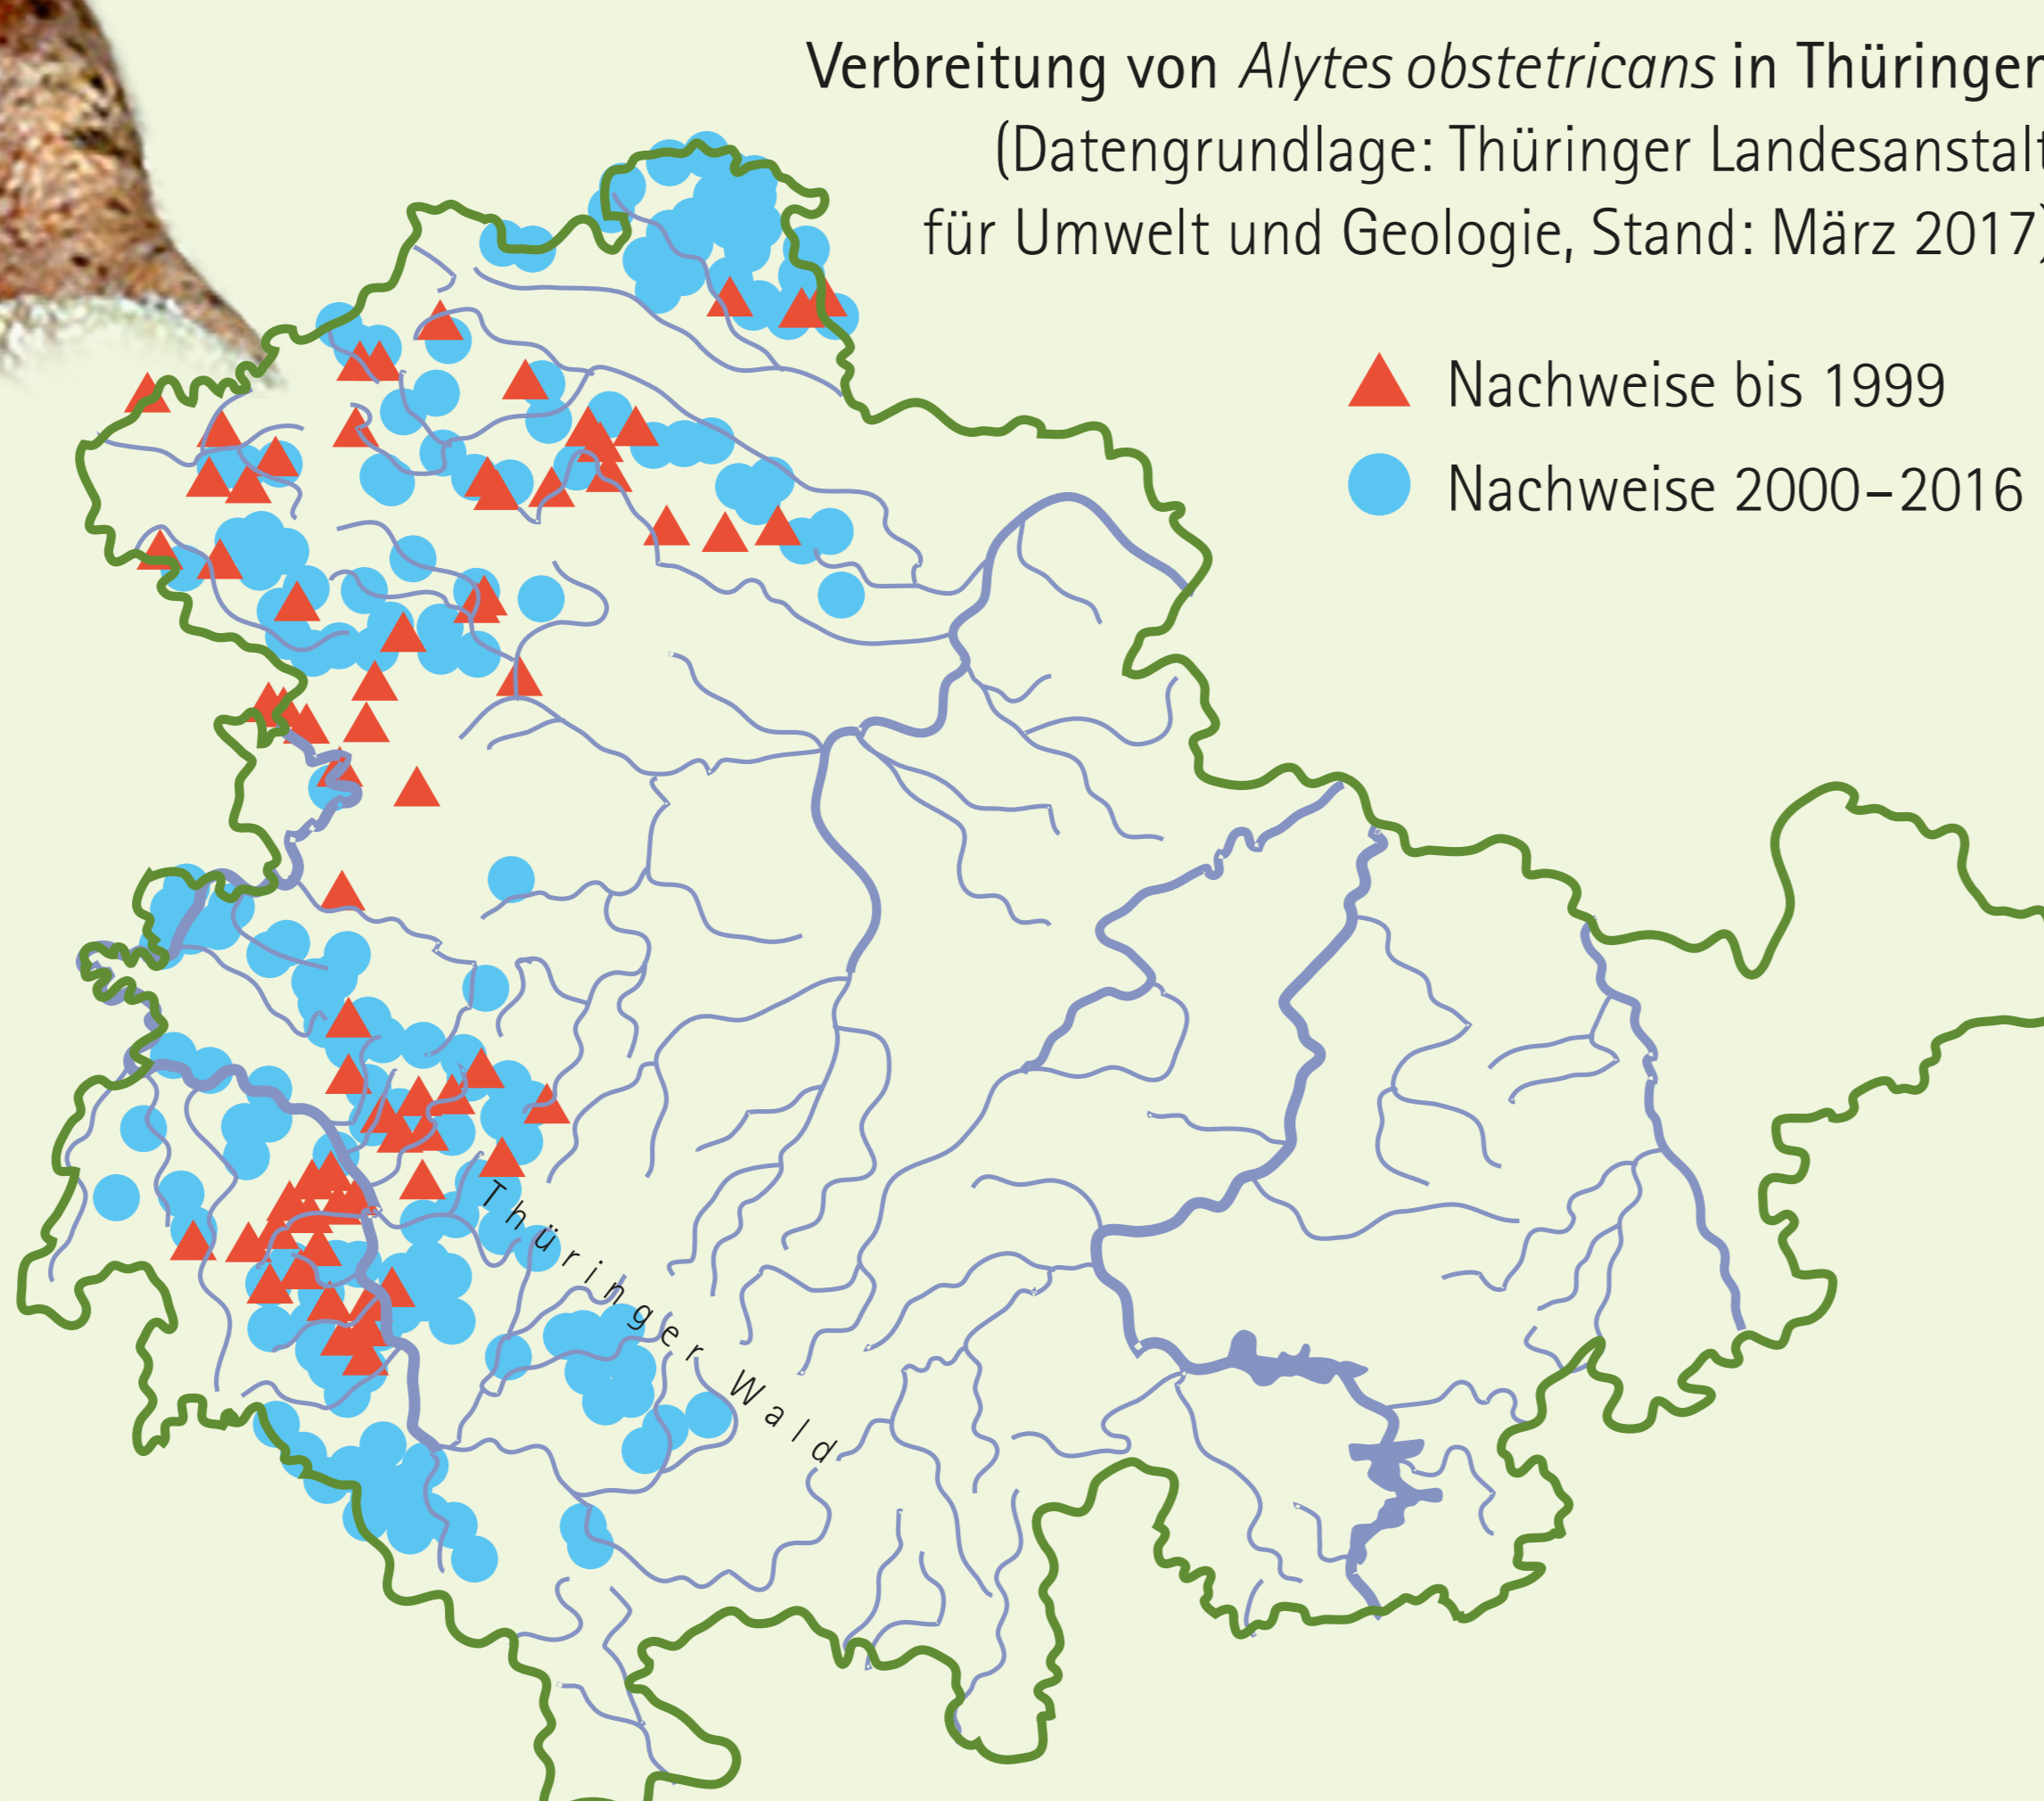 Verbreitung von Alytes obstetricans in Thüringen
(Datengrundlage: Thüringer Landesanstalt
für Umwelt und Geologie, Stand: März 2017)
Nachweise bis 1999
Nachweise 2000–2016
Thüringer Wald